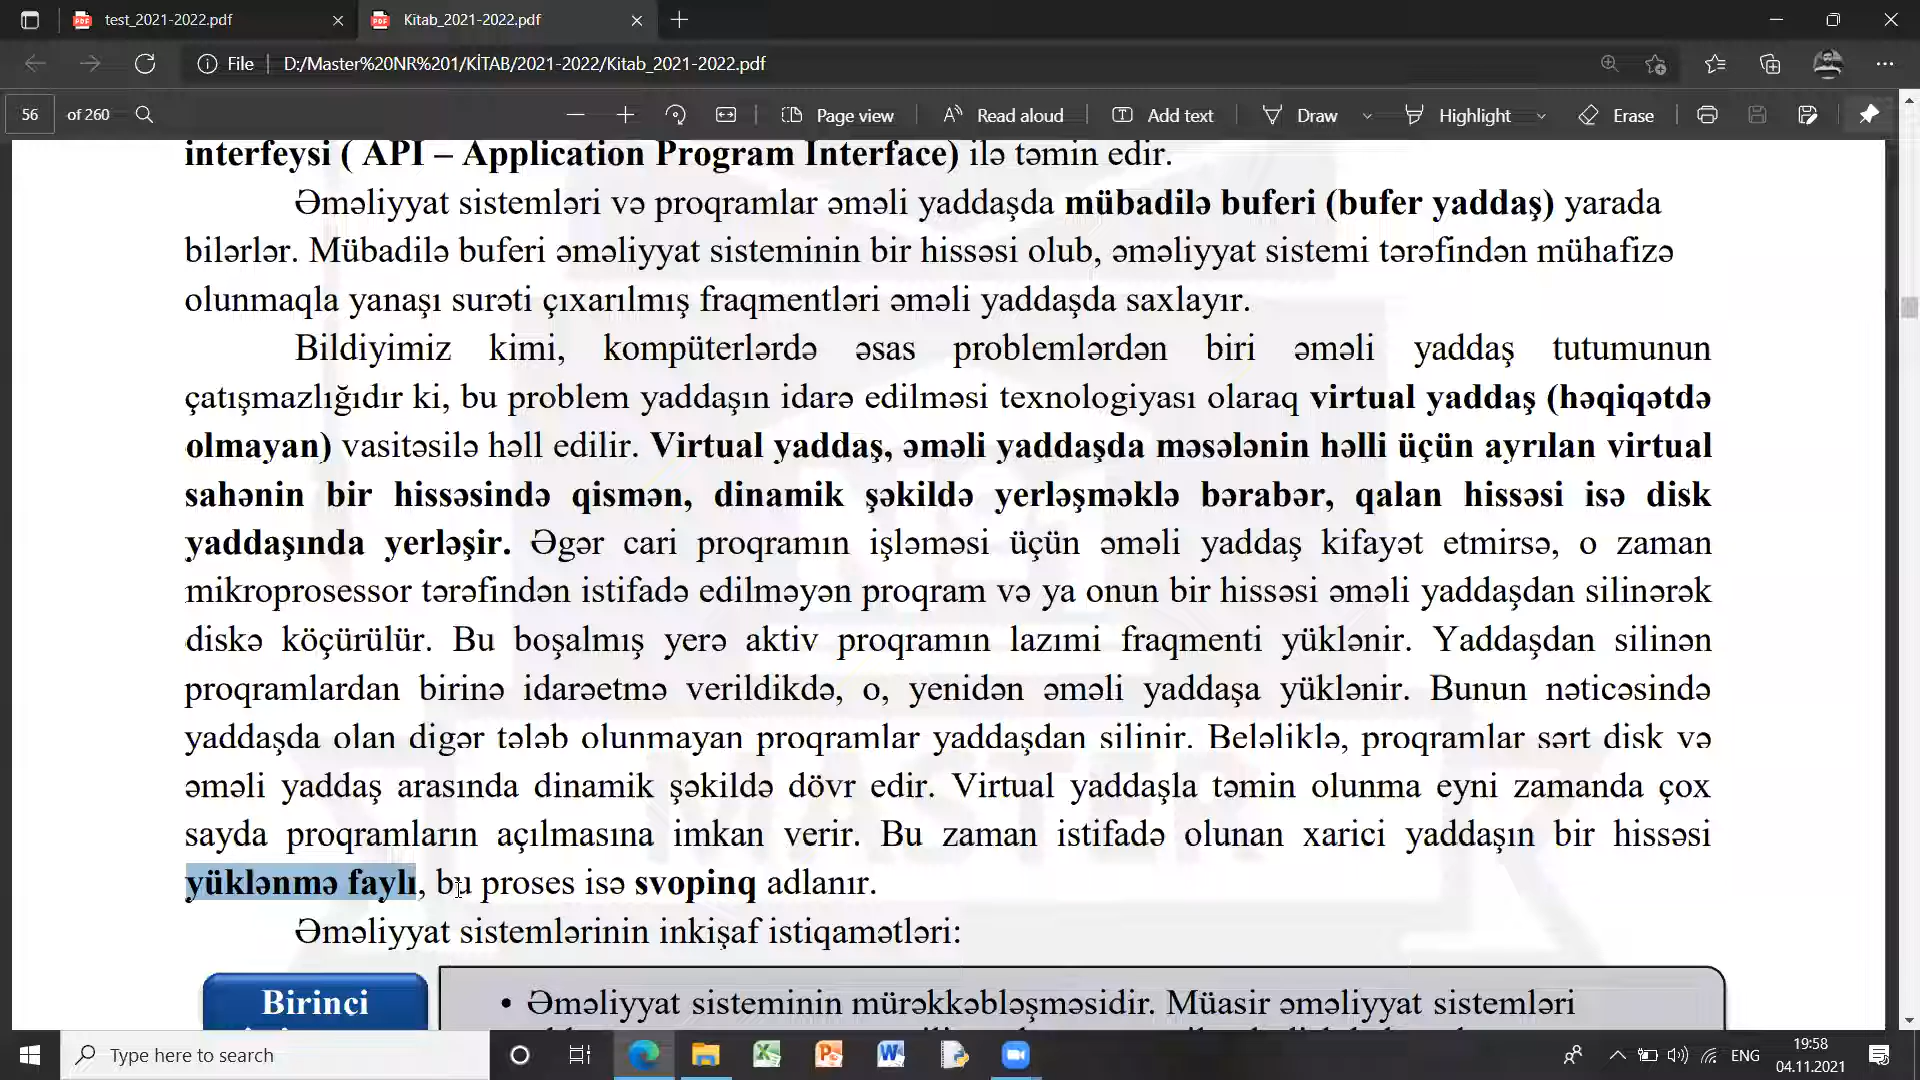 test_2021-2022.pdf
Kitab_2021-2022.pdf
File
D:/Master%20NR%201/KİTAB/2021-2022/Kitab_2021-2022.pdf
56 of 260
Page view
Read aloud
Add text
Draw
Highlight
Erase
interfeysi ( API – Application Program Interface) ilə təmin edir.
Əməliyyat sistemləri və proqramlar əməli yaddaşda mübadilə buferi (bufer yaddaş) yarada
bilərlər. Mübadilə buferi əməliyyat sisteminin bir hissəsi olub, əməliyyat sistemi tərəfindən mühafizə
olunmaqla yanaşı surəti çıxarılmış fraqmentləri əməli yaddaşda saxlayır.
Bildiyimiz kimi, kompüterlərdə əsas problemlərdən biri əməli yaddaş tutumunun
çatışmazlığıdır ki, bu problem yaddaşın idarə edilməsi texnologiyası olaraq virtual yaddaş (həqiqətdə
olmayan) vasitəsilə həll edilir. Virtual yaddaş, əməli yaddaşda məsələnin həlli üçün ayrılan virtual
sahənin bir hissəsində qismən, dinamik şəkildə yerləşməklə bərabər, qalan hissəsi isə disk
yaddaşında yerləşir. Əgər cari proqramın işləməsi üçün əməli yaddaş kifayət etmirsə, o zaman
mikroprosessor tərəfindən istifadə edilməyən proqram və ya onun bir hissəsi əməli yaddaşdan silinərək
diskə köçürülür. Bu boşalmış yerə aktiv proqramın lazımi fraqmenti yüklənir. Yaddaşdan silinən
proqramlardan birinə idarəetmə verildikdə, o, yenidən əməli yaddaşa yüklənir. Bunun nəticəsində
yaddaşda olan digər tələb olunmayan proqramlar yaddaşdan silinir. Beləliklə, proqramlar sərt disk və
əməli yaddaş arasında dinamik şəkildə dövr edir. Virtual yaddaşla təmin olunma eyni zamanda çox
sayda proqramların açılmasına imkan verir. Bu zaman istifadə olunan xarici yaddaşın bir hissəsi
yüklənmə faylı, bu proses isə svopinq adlanır.
Əməliyyat sistemlərinin inkişaf istiqamətləri:
Birinci
• Əməliyyat sisteminin mürəkkəbləşməsidir. Müasir əməliyyat sistemləri
MASTER
Type here to search
ENG
19:58
04.11.2021